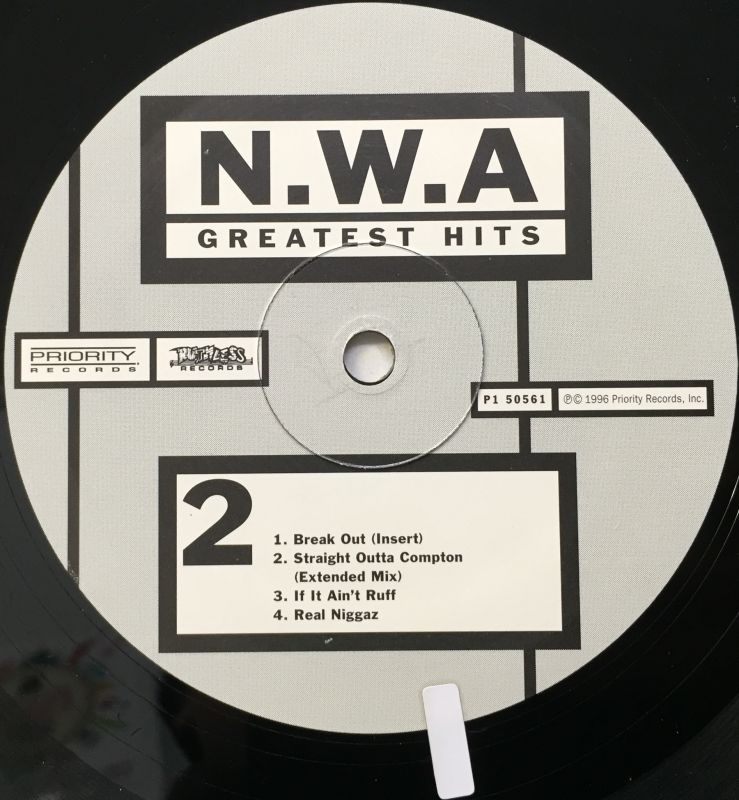 N.W.A
GREATEST HITS
PRIORITY
RECORDS
RUTHLESS
RECORDS
P1 50561
℗© 1996 Priority Records, Inc.
2
1. Break Out (Insert)
2. Straight Outta Compton
(Extended Mix)
3. If It Ain't Ruff
4. Real Niggaz